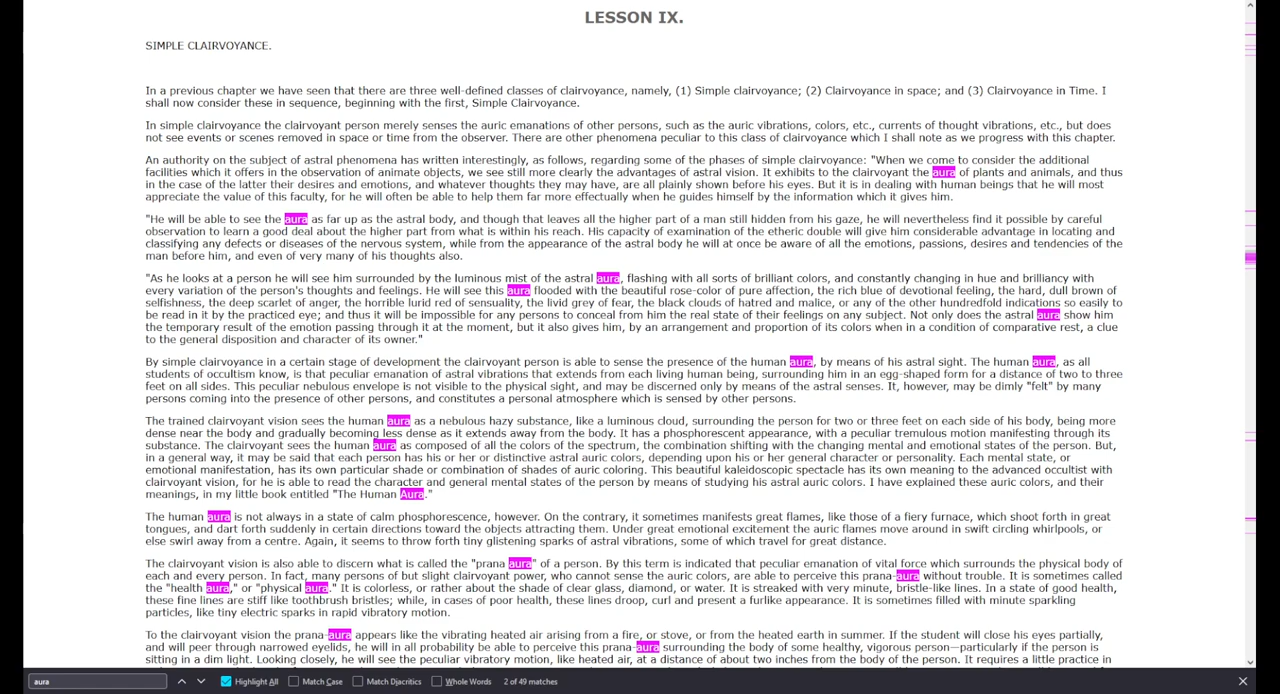 LESSON IX.
SIMPLE CLAIRVOYANCE.
In a previous chapter we have seen that there are three well-defined classes of clairvoyance, namely, (1) Simple clairvoyance; (2) Clairvoyance in space; and (3) Clairvoyance in Time. I
shall now consider these in sequence, beginning with the first, Simple Clairvoyance.
In simple clairvoyance the clairvoyant person merely senses the auric emanations of other persons, such as the auric vibrations, colors, etc., currents of thought vibrations, etc., but does
not see events or scenes removed in space or time from the observer. There are other phenomena peculiar to this class of clairvoyance which I shall note as we progress with this chapter.
An authority on the subject of astral phenomena has written interestingly, as follows, regarding some of the phases of simple clairvoyance: "When we come to consider the additional
facilities which it offers in the observation of animate objects, we see still more clearly the advantages of astral vision. It exhibits to the clairvoyant the aura of plants and animals, and thus
in the case of the latter their desires and emotions, and whatever thoughts they may have, are all plainly shown before his eyes. But it is in dealing with human beings that he will most
appreciate the value of this faculty, for he will often be able to help them far more effectually when he guides himself by the information which it gives him.
"He will be able to see the aura as far up as the astral body, and though that leaves all the higher part of a man still hidden from his gaze, he will nevertheless find it possible by careful
observation to learn a good deal about the higher part from what is within his reach. His capacity of examination of the etheric double will give him considerable advantage in locating and
classifying any defects or diseases of the nervous system, while from the appearance of the astral body he will at once be aware of all the emotions, passions, desires and tendencies of the
man before him, and even of very many of his thoughts also.
"As he looks at a person he will see him surrounded by the luminous mist of the astral aura, flashing with all sorts of brilliant colors, and constantly changing in hue and brilliancy with
every variation of the person's thoughts and feelings. He will see this aura flooded with the beautiful rose-color of pure affection, the rich blue of devotional feeling, the hard, dull brown of
selfishness, the deep scarlet of anger, the horrible lurid red of sensuality, the livid grey of fear, the black clouds of hatred and malice, or any of the other hundredfold indications so easily to
be read in it by the practiced eye; and thus it will be impossible for any persons to conceal from him the real state of their feelings on any subject. Not only does the astral aura show him
the temporary result of the emotion passing through it at the moment, but it also gives him, by an arrangement and proportion of its colors when in a condition of comparative rest, a clue
to the general disposition and character of its owner."
By simple clairvoyance in a certain stage of development the clairvoyant person is able to sense the presence of the human aura, by means of his astral sight. The human aura, as all
students of occultism know, is that peculiar emanation of astral vibrations that extends from each living human being, surrounding him in an egg-shaped form for a distance of two to three
feet on all sides. This peculiar nebulous envelope is not visible to the physical sight, and may be discerned only by means of the astral senses. It, however, may be dimly "felt" by many
persons coming into the presence of other persons, and constitutes a personal atmosphere which is sensed by other persons.
The trained clairvoyant vision sees the human aura as a nebulous hazy substance, like a luminous cloud, surrounding the person for two or three feet on each side of his body, being more
dense near the body and gradually becoming less dense as it extends away from the body. It has a phosphorescent appearance, with a peculiar tremulous motion manifesting through its
substance. The clairvoyant sees the human aura as composed of all the colors of the spectrum, the combination shifting with the changing mental and emotional states of the person. But,
in a general way, it may be said that each person has his or her or distinctive astral auric colors, depending upon his or her general character or personality. Each mental state, or
emotional manifestation, has its own particular shade or combination of shades of auric coloring. This beautiful kaleidoscopic spectacle has its own meaning to the advanced occultist with
clairvoyant vision, for he is able to read the character and general mental states of the person by means of studying his astral auric colors. I have explained these auric colors, and their
meanings, in my little book entitled "The Human Aura."
The human aura is not always in a state of calm phosphorescence, however. On the contrary, it sometimes manifests great flames, like those of a fiery furnace, which shoot forth in great
tongues, and dart forth suddenly in certain directions toward the objects attracting them. Under great emotional excitement the auric flames move around in swift circling whirlpools, or
else swirl away from a centre. Again, it seems to throw forth tiny glistening sparks of astral vibrations, some of which travel for great distance.
The clairvoyant vision is also able to discern what is called the "prana aura" of a person. By this term is indicated that peculiar emanation of vital force which surrounds the physical body of
each and every person. In fact, many persons of but slight clairvoyant power, who cannot sense the auric colors, are able to perceive this prana-aura without trouble. It is sometimes called
the "health aura," or "physical aura." It is colorless, or rather about the shade of clear glass, diamond, or water. It is streaked with very minute, bristle-like lines. In a state of good health,
these fine lines are stiff like toothbrush bristles; while, in cases of poor health, these lines droop, curl and present a furlike appearance. It is sometimes filled with minute sparkling
particles, like tiny electric sparks in rapid vibratory motion.
To the clairvoyant vision the prana-aura appears like the vibrating heated air arising from a fire, or stove, or from the heated earth in summer. If the student will close his eyes partially,
and will peer through narrowed eyelids, he will in all probability be able to perceive this prana-aura surrounding the body of some healthy, vigorous person—particularly if the person is
sitting in a dim light. Looking closely, he will see the peculiar vibratory motion, like heated air, at a distance of about two inches from the body of the person. It requires a little practice in
aura Highlight All Match Case Match Diacritics Whole Words 2 of 49 matches